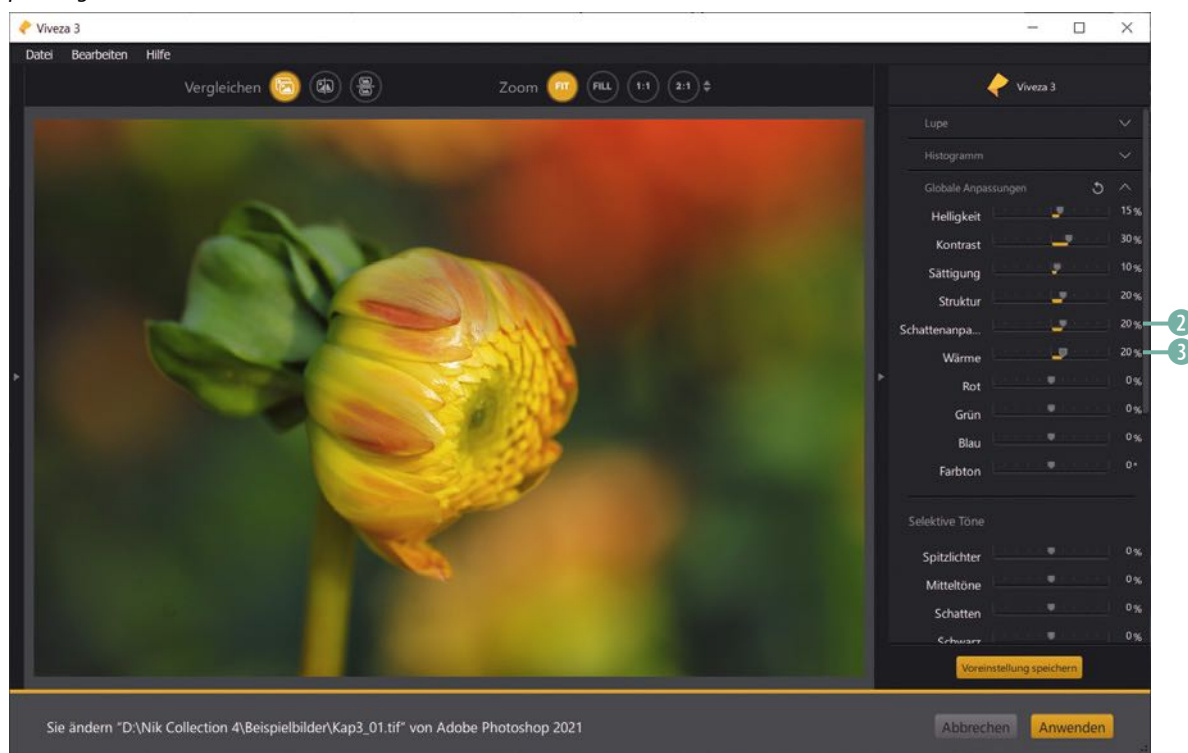 Viveza 3
Datei Bearbeiten Hilfe
Vergleichen Zoom FIT FILL 1:1 2:1
Viveza 3
Lupe
Histogramm
Globale Anpassungen
Helligkeit 15 %
Kontrast 30 %
Sättigung 10 %
Struktur 20 %
Schattenanpa... 20 % 2
Wärme 20 % 3
Rot 0 %
Grün 0 %
Blau 0 %
Farbton 0 °
Selektive Töne
Spitzlichter 0 %
Mitteltöne 0 %
Schatten 0 %
Schwarz 0 %
Voreinstellung speichern
Sie ändern "D:\Nik Collection 4\Beispielbilder\Kap3_01.tif" von Adobe Photoshop 2021
Abbrechen Anwenden